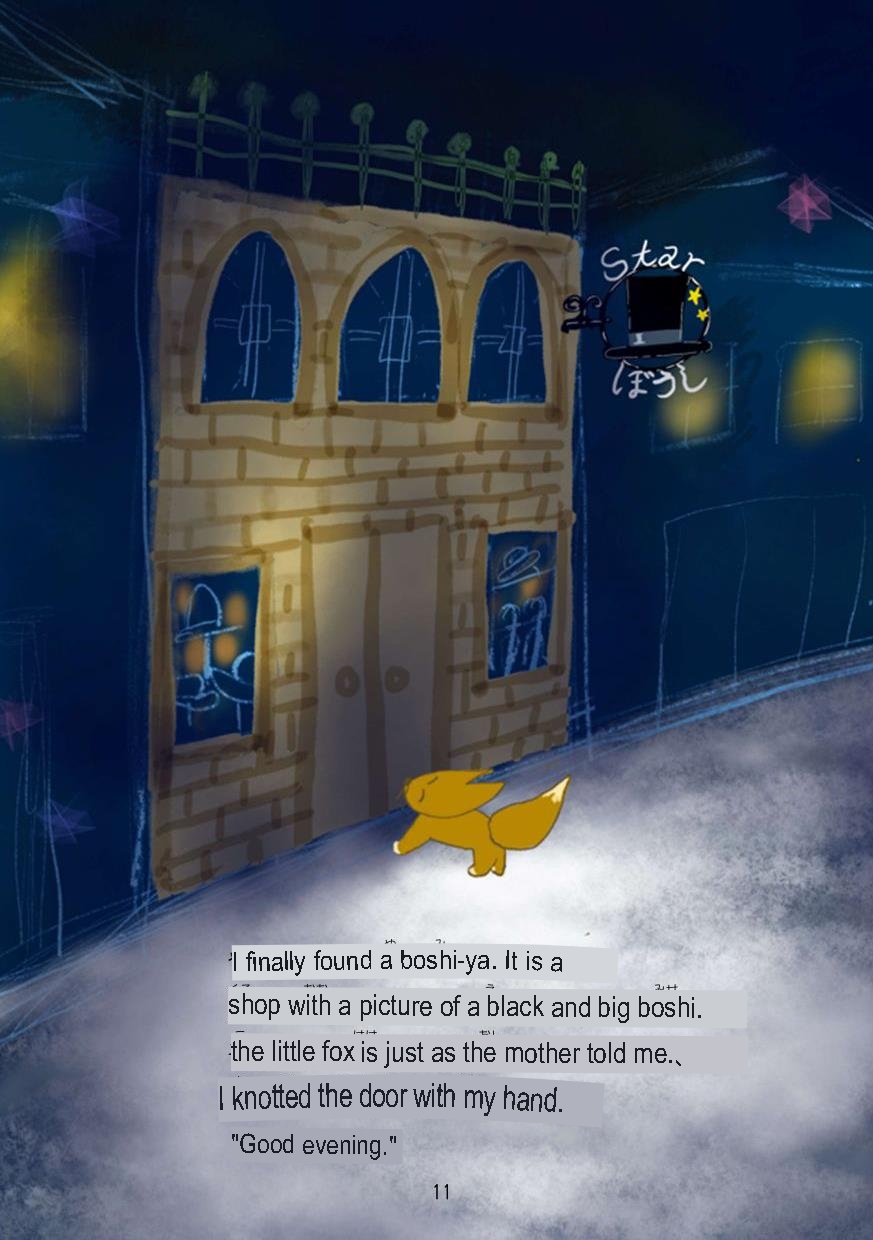 Star
ぼうし
I finally found a boshi-ya. It is a
shop with a picture of a black and big boshi.
the little fox is just as the mother told me.、
I knotted the door with my hand.
"Good evening."
11